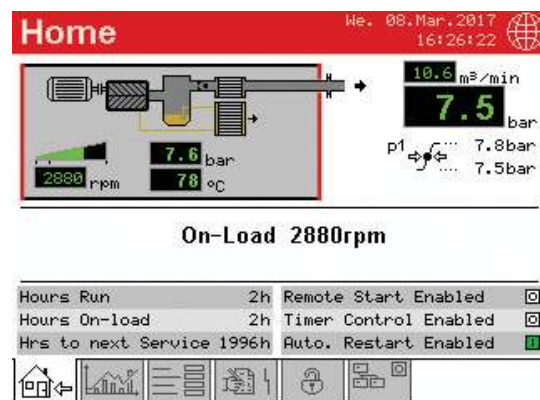 Home
We. 08.Mar.2017
16:26:22
10.6 m³/min
7.5 bar
p1 7.8bar
7.5bar
7.6 bar
2880 rpm
78 °C
On-Load 2880rpm
Hours Run 2h Remote Start Enabled
Hours On-load 2h Timer Control Enabled
Hrs to next Service 1996h Auto. Restart Enabled